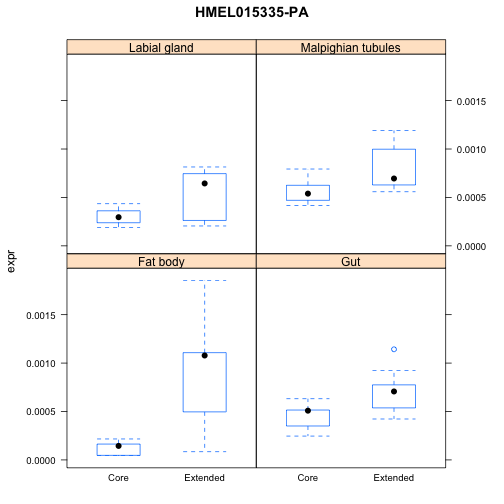 HMEL015335-PA
Labial gland
Malpighian tubules
0.0015
0.0010
0.0005
0.0000
expr
Fat body
Gut
0.0015
0.0010
0.0005
0.0000
Core
Extended
Core
Extended